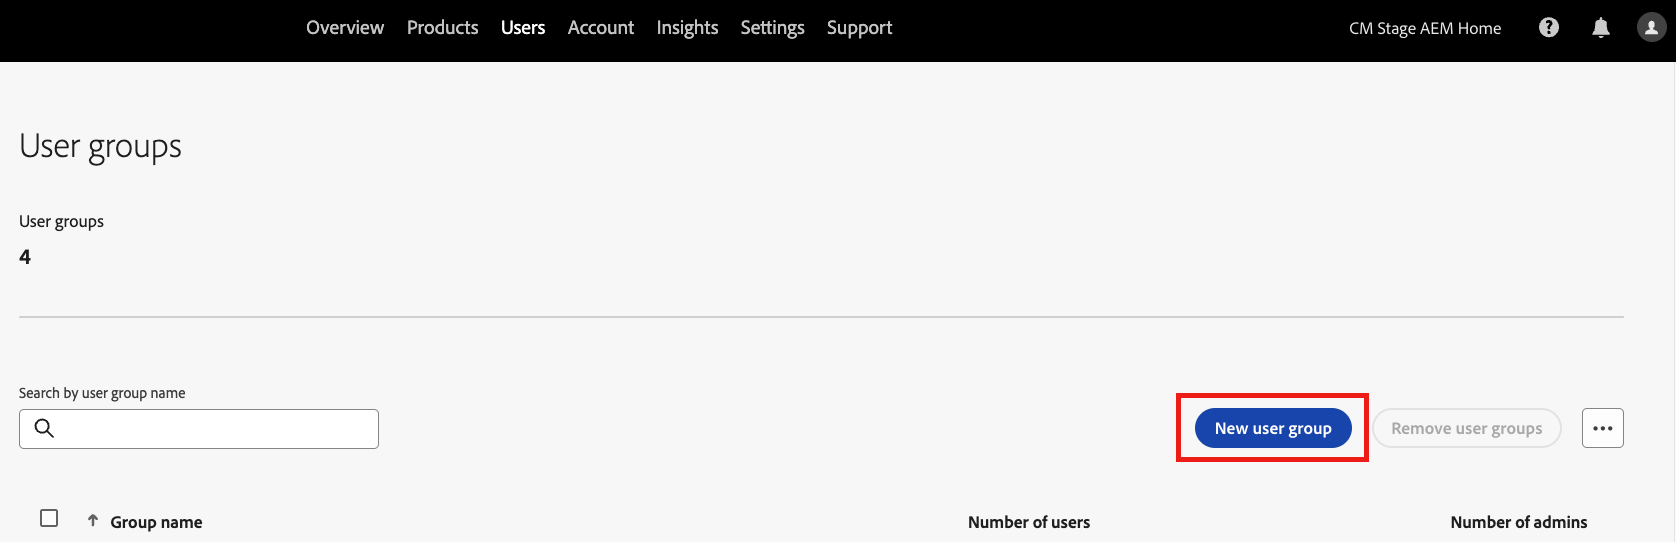 Overview Products Users Account Insights Settings Support CM Stage AEM Home
User groups
User groups
4
Search by user group name
New user group Remove user groups
Group name Number of users Number of admins